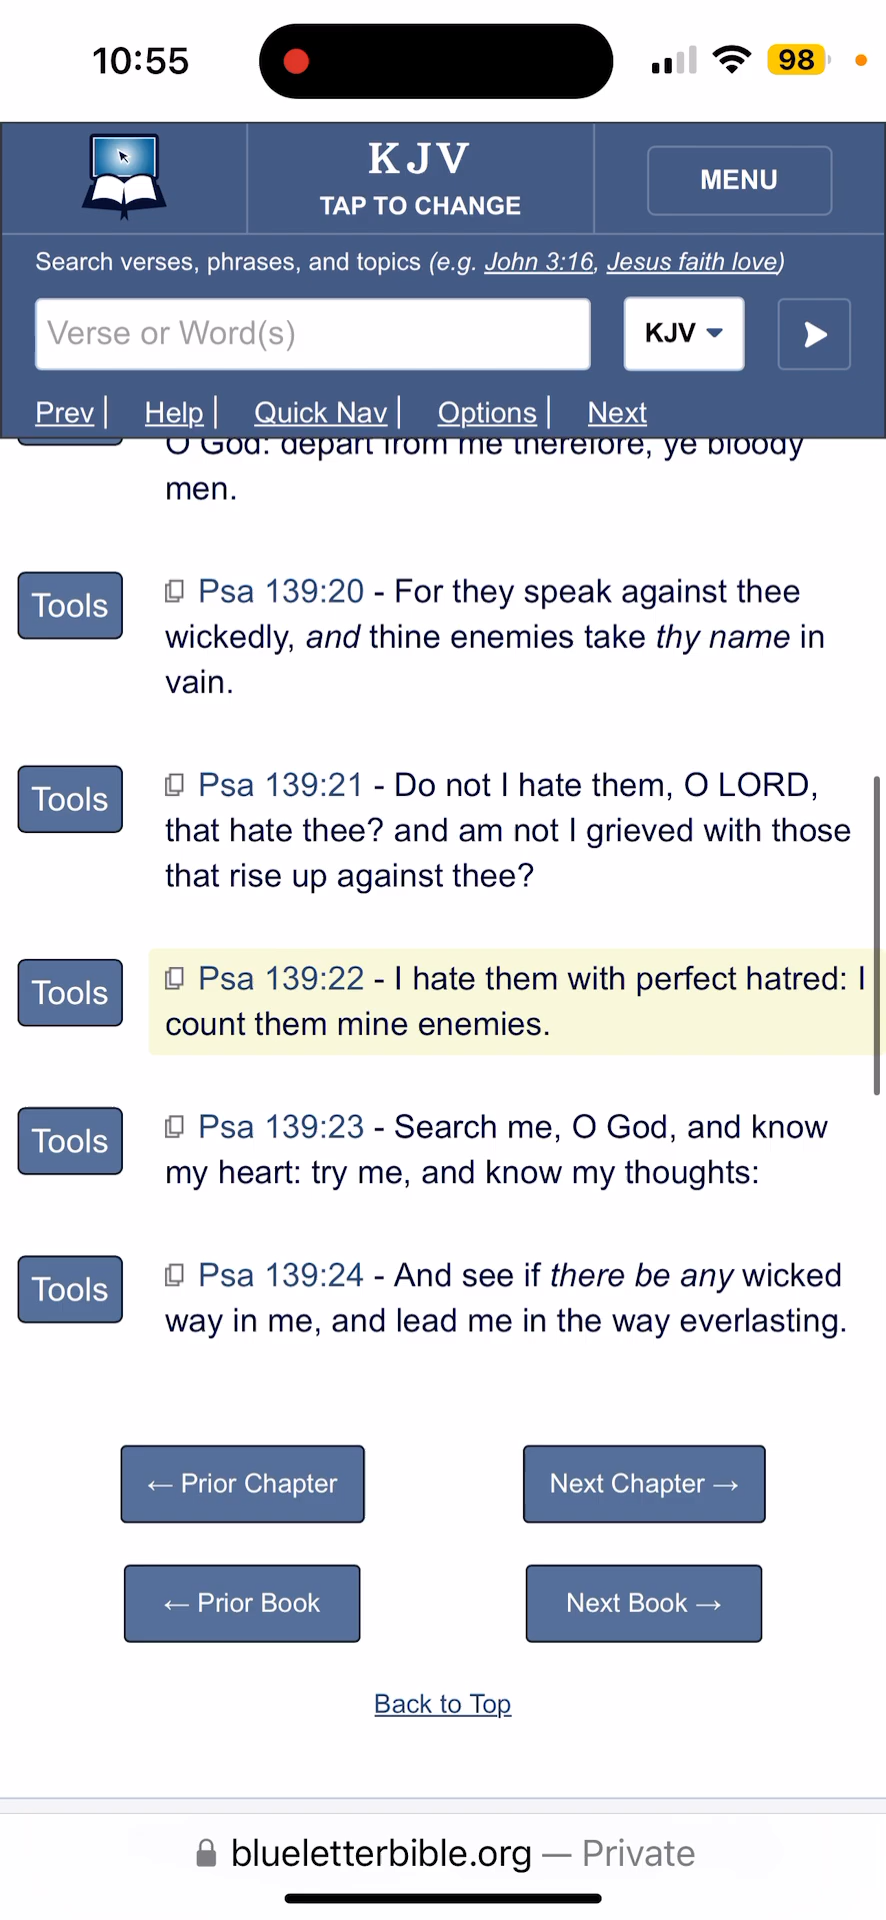 10:55
98
KJV
TAP TO CHANGE
MENU
Search verses, phrases, and topics (e.g. John 3:16, Jesus faith love)
Verse or Word(s)
KJV
Prev | Help | Quick Nav | Options | Next
O God: depart from me therefore, ye bloody
men.
Tools
Psa 139:20 - For they speak against thee
wickedly, and thine enemies take thy name in
vain.
Tools
Psa 139:21 - Do not I hate them, O LORD,
that hate thee? and am not I grieved with those
that rise up against thee?
Tools
Psa 139:22 - I hate them with perfect hatred: I
count them mine enemies.
Tools
Psa 139:23 - Search me, O God, and know
my heart: try me, and know my thoughts:
Tools
Psa 139:24 - And see if there be any wicked
way in me, and lead me in the way everlasting.
← Prior Chapter
Next Chapter →
← Prior Book
Next Book →
Back to Top
blueletterbible.org — Private